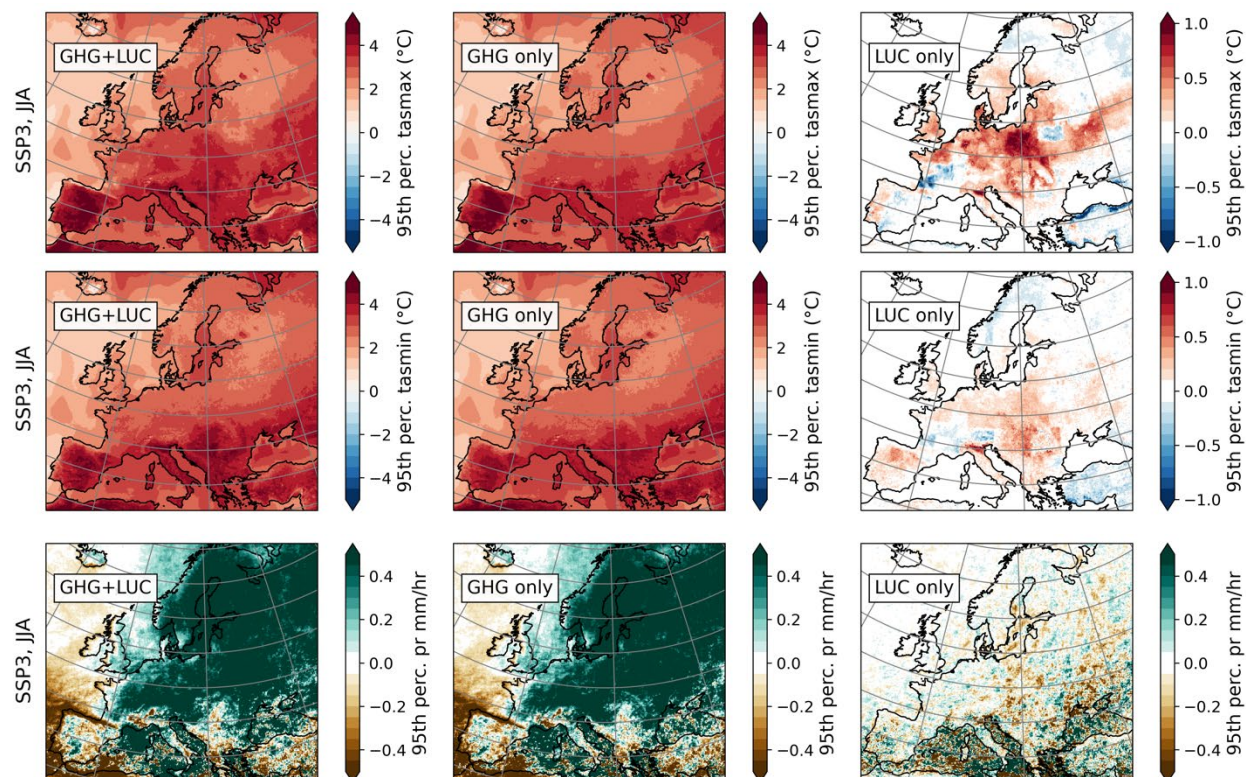 SSP3, JJA
GHG+LUC
4
2
0
−2
−4
95th perc. tasmax (°C)
GHG only
4
2
0
−2
−4
95th perc. tasmax (°C)
LUC only
1.0
0.5
0.0
−0.5
−1.0
95th perc. tasmax (°C)
SSP3, JJA
GHG+LUC
4
2
0
−2
−4
95th perc. tasmin (°C)
GHG only
4
2
0
−2
−4
95th perc. tasmin (°C)
LUC only
1.0
0.5
0.0
−0.5
−1.0
95th perc. tasmin (°C)
SSP3, JJA
GHG+LUC
0.4
0.2
0.0
−0.2
−0.4
95th perc. pr mm/hr
GHG only
0.4
0.2
0.0
−0.2
−0.4
95th perc. pr mm/hr
LUC only
0.4
0.2
0.0
−0.2
−0.4
95th perc. pr mm/hr